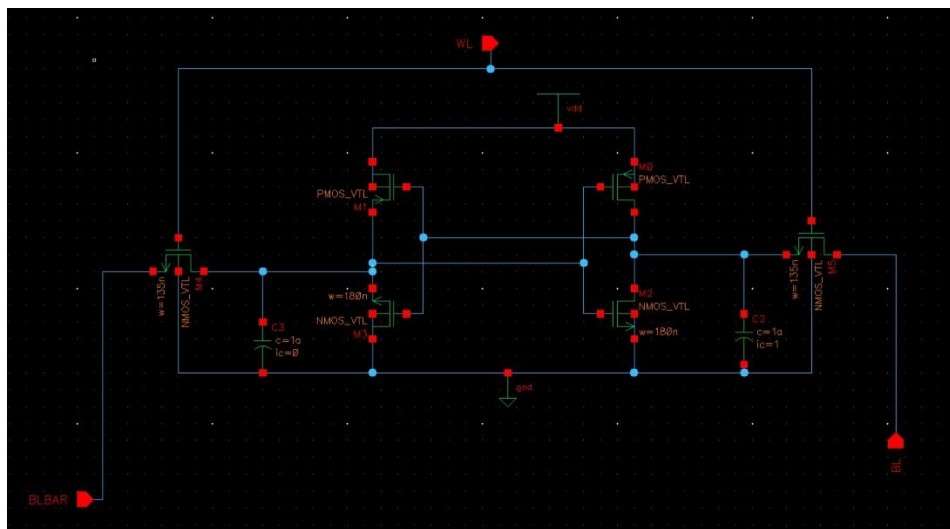 WL
vdd
M0
PMOS_VTL
PMOS_VTL
M1
w=135n
NMOS_VTL
M4
w=180n
NMOS_VTL
M3
C3
c=1a
ic=0
M2
NMOS_VTL
w=180n
w=135n
NMOS_VTL
M5
C2
c=1a
ic=1
gnd
BL
BLBAR